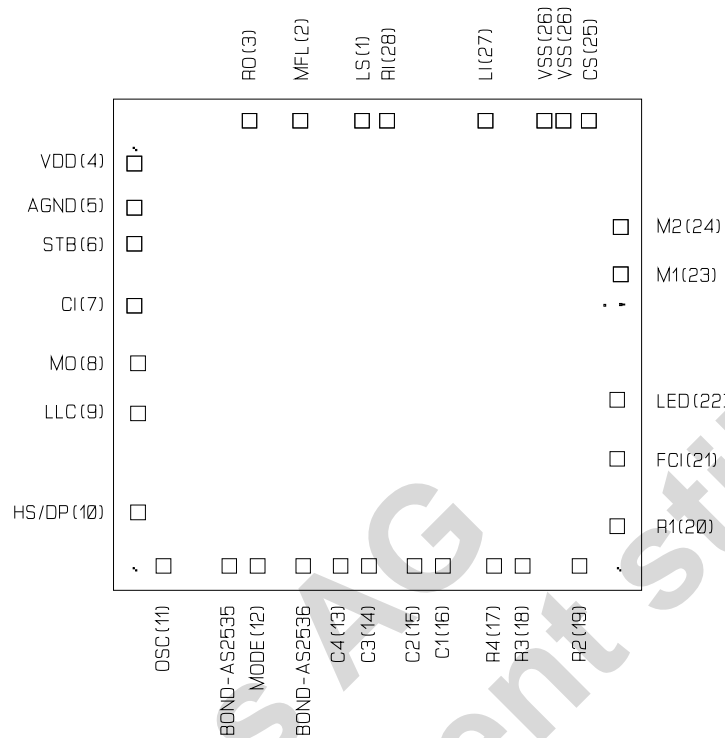 RO(3)
MFL(2)
LS(1)
RI(28)
LI(27)
VSS(26)
VSS(26)
CS(25)
VDD(4)
AGND(5)
STB(6)
CI(7)
MO(8)
LLC(9)
HS/DP(10)
M2(24)
M1(23)
LED(22)
FCI(21)
R1(20)
OSC(11)
BOND-AS2535
MODE(12)
BOND-AS2536
C4(13)
C3(14)
C2(15)
C1(16)
R4(17)
R3(18)
R2(19)
s AG
ent st